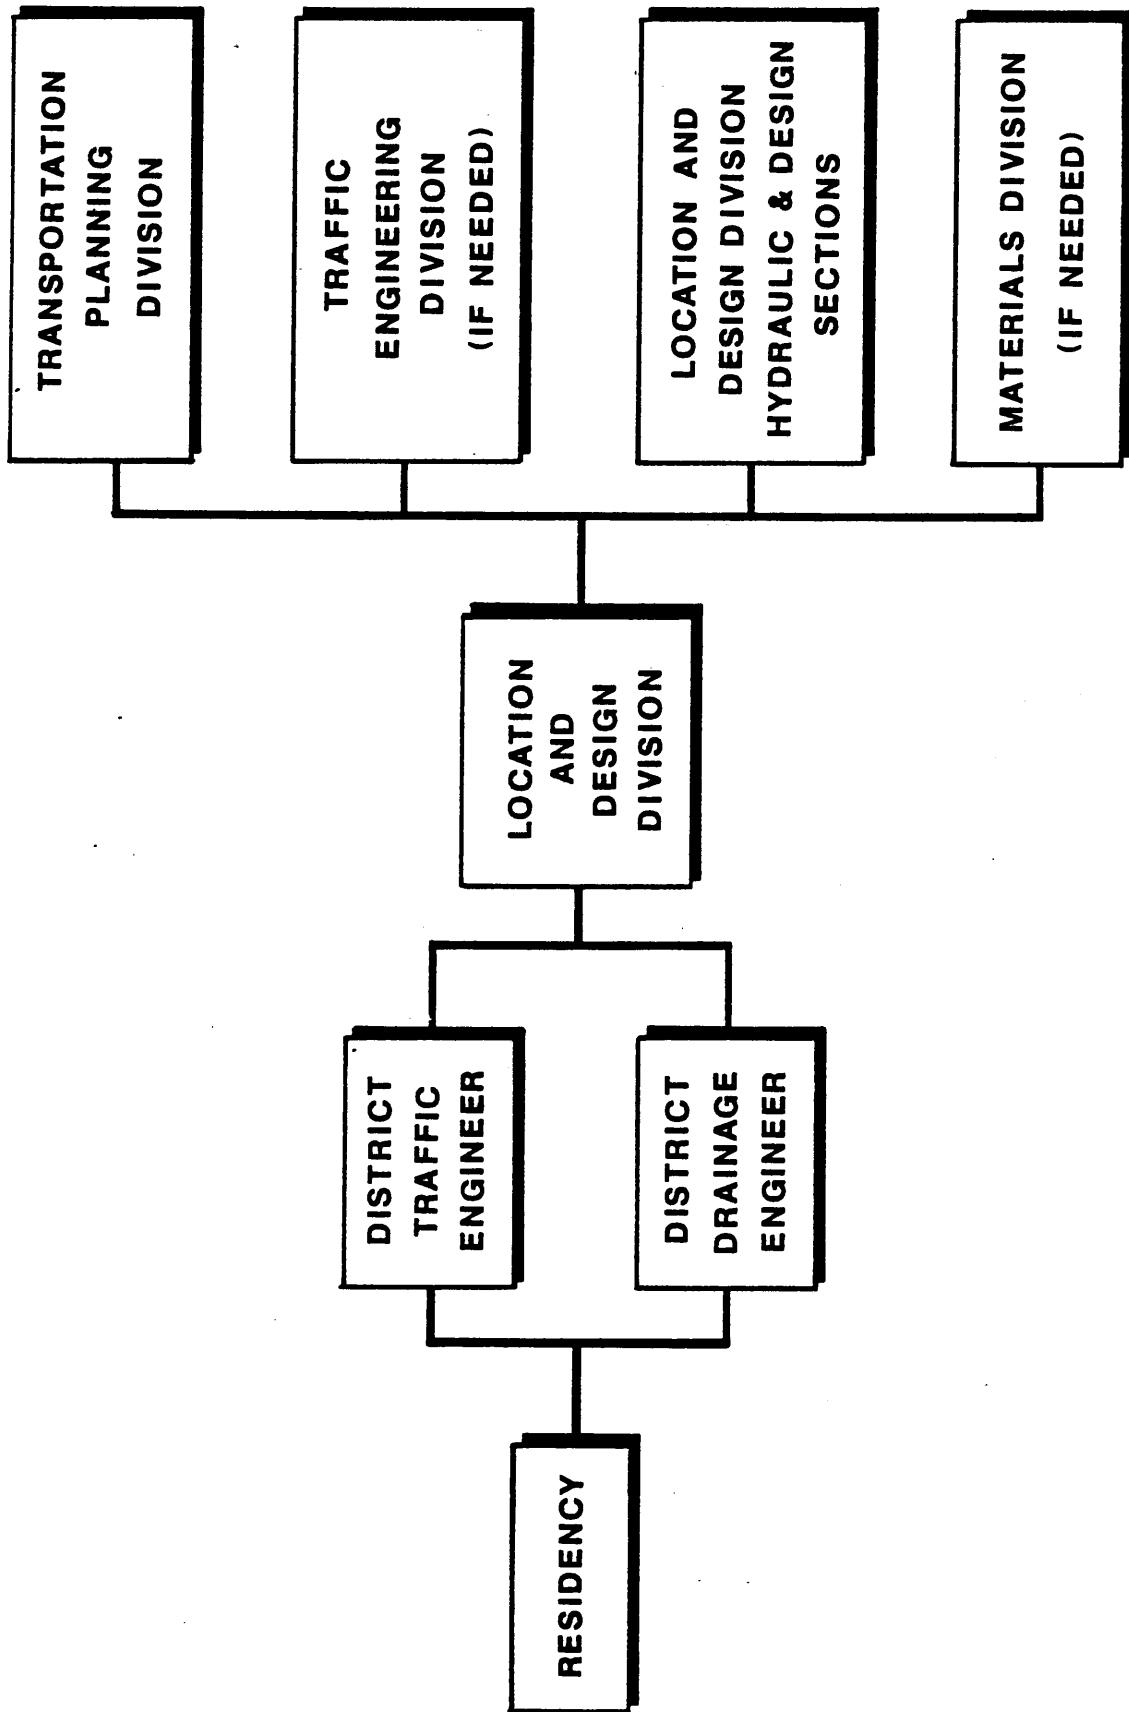 RESIDENCY
DISTRICT
TRAFFIC
ENGINEER
DISTRICT
DRAINAGE
ENGINEER
LOCATION
AND
DESIGN
DIVISION
TRANSPORTATION
PLANNING
DIVISION
TRAFFIC
ENGINEERING
DIVISION
(IF NEEDED)
LOCATION AND
DESIGN DIVISION
HYDRAULIC & DESIGN
SECTIONS
MATERIALS DIVISION
(IF NEEDED)